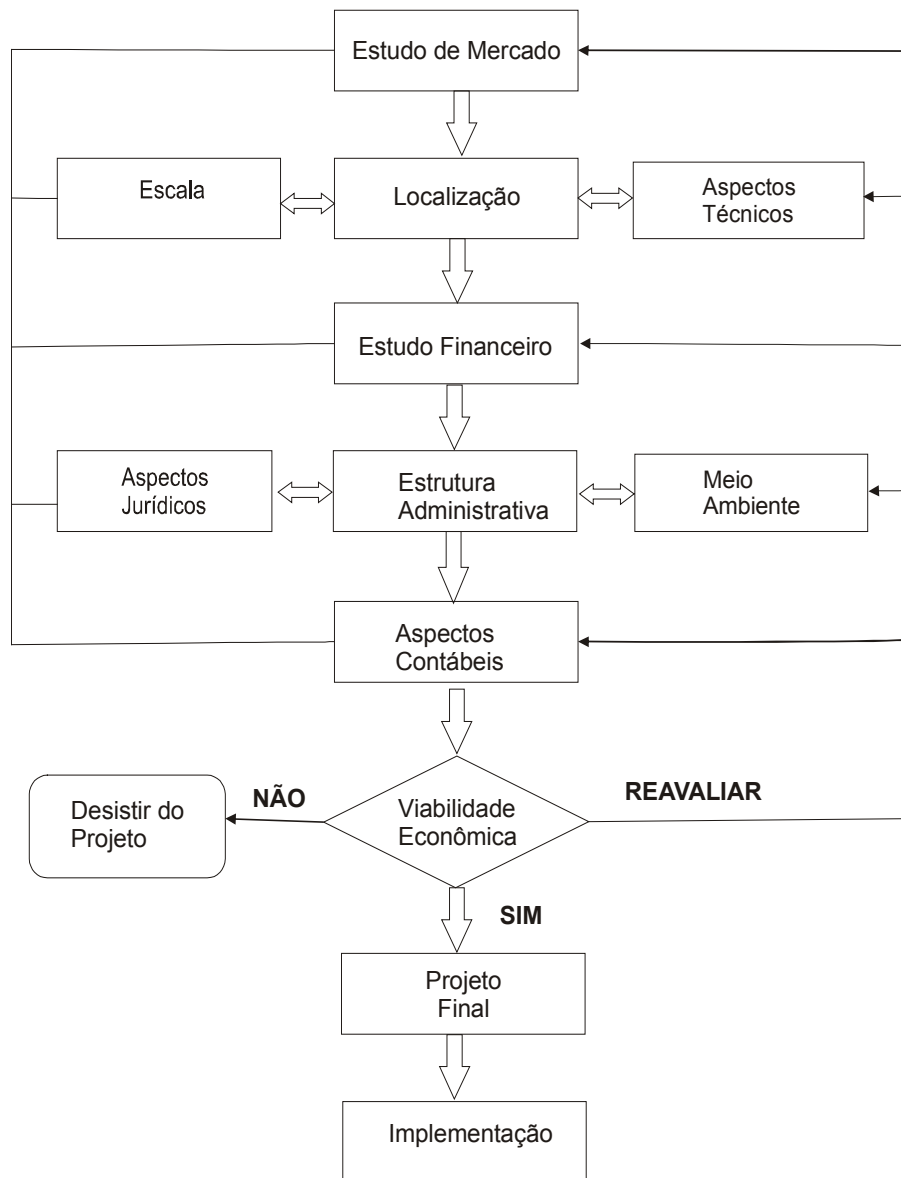 Estudo de Mercado
Escala
Localização
Aspectos
Técnicos
Estudo Financeiro
Aspectos
Jurídicos
Estrutura
Administrativa
Meio
Ambiente
Aspectos
Contábeis
Desistir do
Projeto
NÃO
Viabilidade
Econômica
REAVALIAR
SIM
Projeto
Final
Implementação